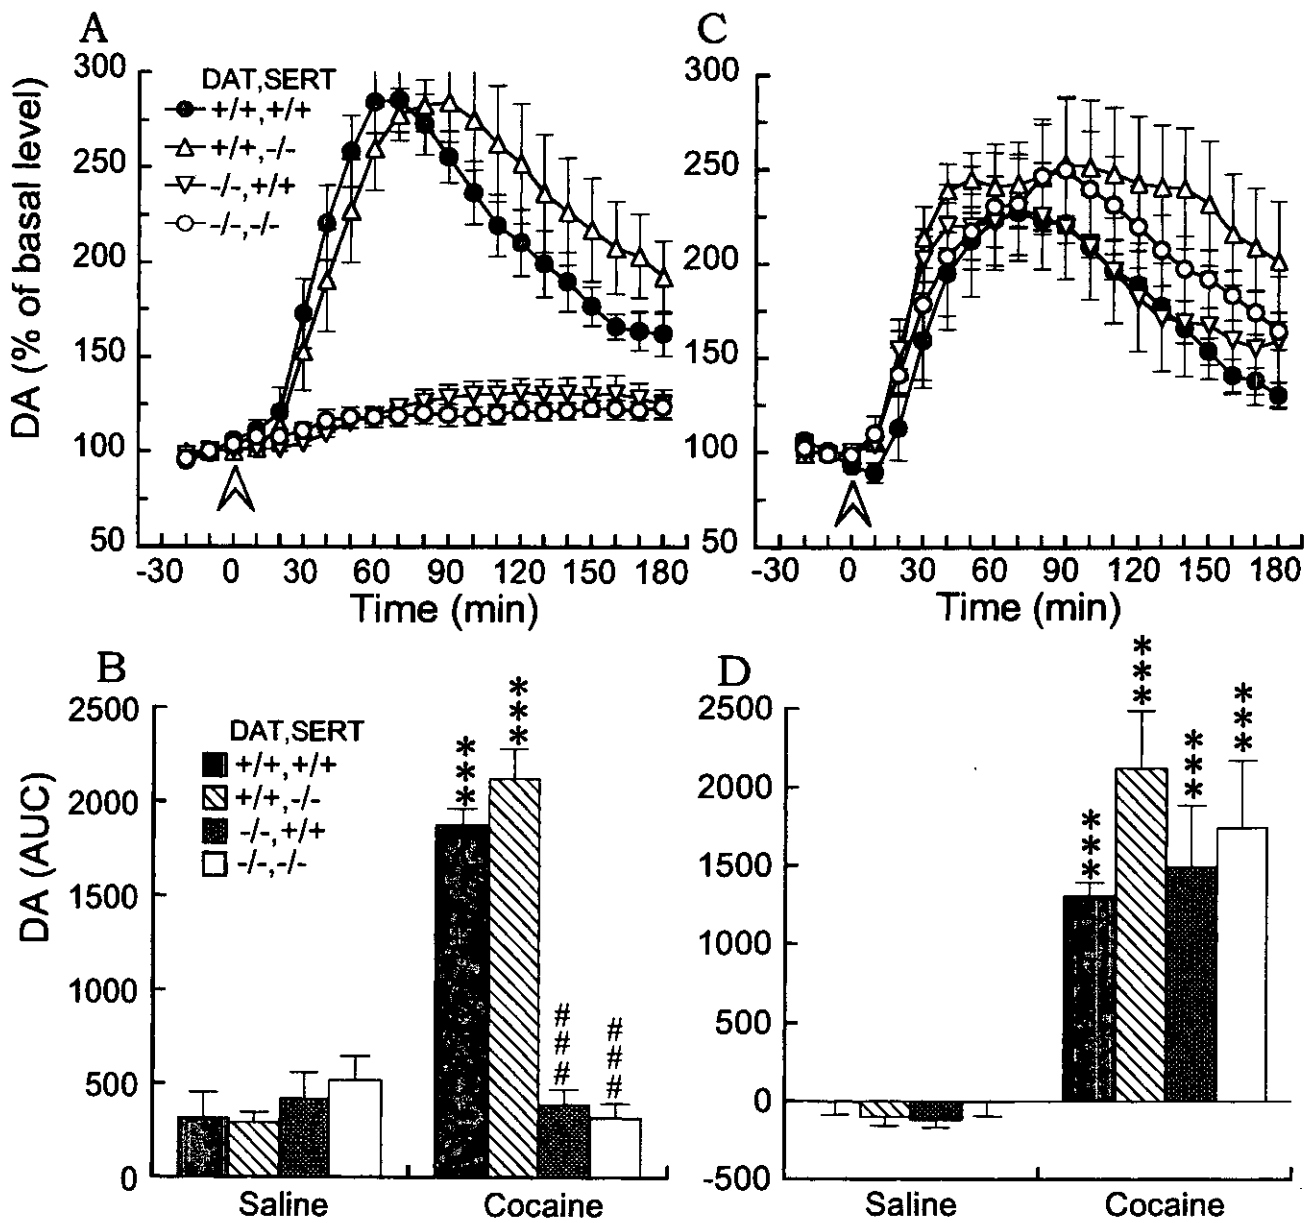 A
DA (% of basal level)
300
250
200
150
100
50
DAT,SERT
+/+,+/+
+/+,-/-
-/-,+/+
-/-,-/-
-30 0 30 60 90 120 150 180
Time (min)
C
300
250
200
150
100
50
-30 0 30 60 90 120 150 180
Time (min)
B
DA (AUC)
2500
2000
1500
1000
500
0
DAT,SERT
+/+,+/+
+/+,-/-
-/-,+/+
-/-,-/-
***
***
###
###
Saline Cocaine
D
2500
2000
1500
1000
500
0
-500
***
***
***
***
Saline Cocaine